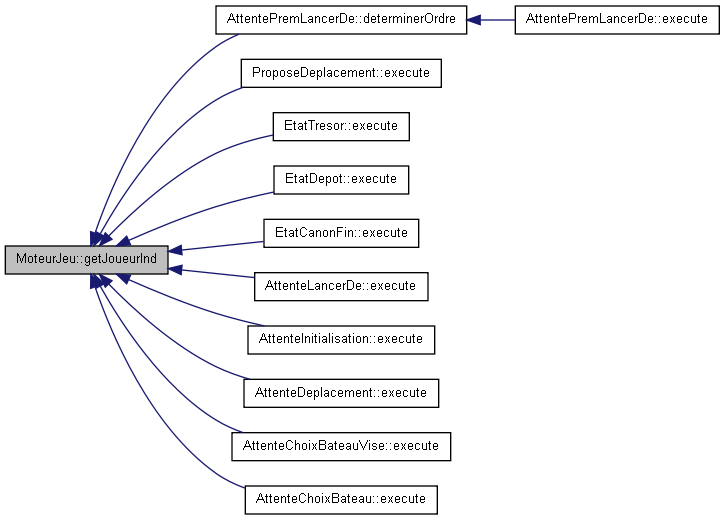 AttentePremLancerDe::determinerOrdre
AttentePremLancerDe::execute
ProposeDeplacement::execute
EtatTresor::execute
EtatDepot::execute
EtatCanonFin::execute
MoteurJeu::getJoueurInd
AttenteLancerDe::execute
AttenteInitialisation::execute
AttenteDeplacement::execute
AttenteChoixBateauVise::execute
AttenteChoixBateau::execute